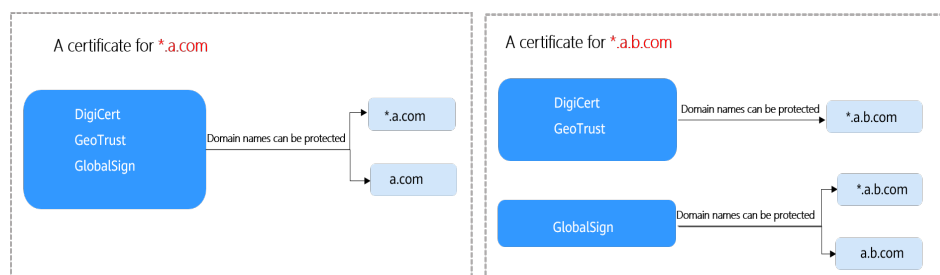 A certificate for *.a.com
DigiCert
GeoTrust
GlobalSign
Domain names can be protected
*.a.com
a.com
A certificate for *.a.b.com
DigiCert
GeoTrust
Domain names can be protected
*.a.b.com
GlobalSign
Domain names can be protected
*.a.b.com
a.b.com